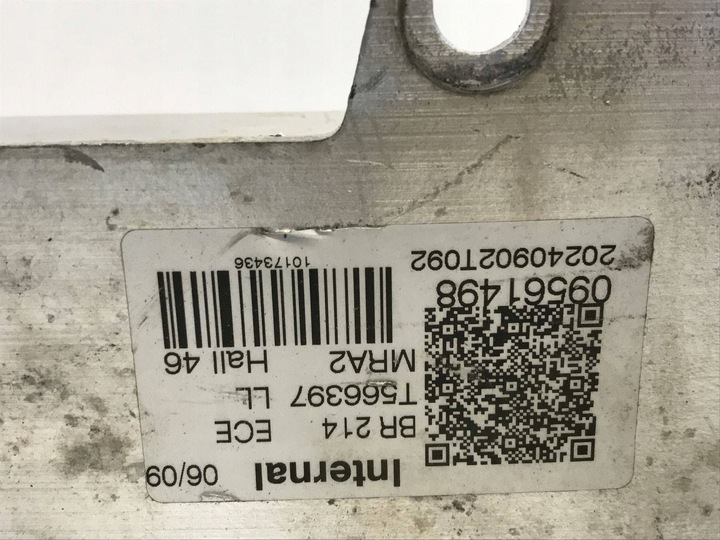 Internal 06/09
BR 214 ECE
T566397 LL
MRA2 Hall 46
10173436
09561498
20240902T092